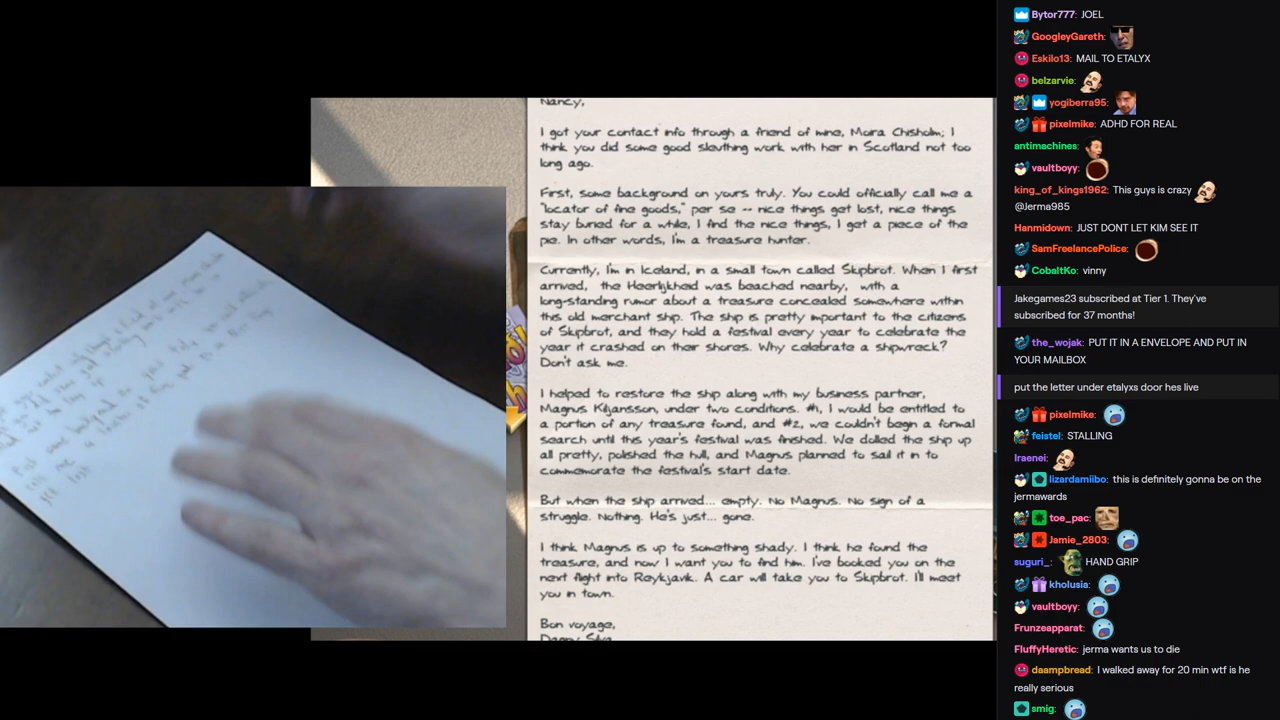 Nancy,
I got your contact info through a friend of mine, Moira Chisholm; I
think you did some good sleuthing work with her in Scotland not too
long ago.
First, some background on yours truly. You could officially call me a
"locator of fine goods," per se -- nice things get lost, nice things
stay buried for a while, I find the nice things, I get a piece of the
pie. In other words, I'm a treasure hunter.
Currently, I'm in Iceland, in a small town called Skipbrot. When I first
arrived, the Heerlijkheid was beached nearby, with a
long-standing rumor about a treasure concealed somewhere within
this old merchant ship. The ship is pretty important to the citizens
of Skipbrot, and they hold a festival every year to celebrate the
year it crashed on their shores. Why celebrate a shipwreck?
Don't ask me.
I helped to restore the ship along with my business partner,
Magnus Kiljansson, under two conditions. #1, I would be entitled to
a portion of any treasure found, and #2, we couldn't begin a formal
search until this year's festival was finished. We dolled the ship up
all pretty, polished the hull, and Magnus planned to sail it in to
commemorate the festival's start date.
But when the ship arrived... empty. No Magnus. No sign of a
struggle. Nothing. He's just... gone.
I think Magnus is up to something shady. I think he found the
treasure, and now I want you to find him. I've booked you on the
next flight into Reykjavik. A car will take you to Skipbrot. I'll meet
you in town.
Bon voyage,
Dagny Silva
Bytor777: JOEL
GoogleyGareth:
Eskilo13: MAIL TO ETALYX
belzarvie:
yogiberra95:
pixelmike: ADHD FOR REAL
antimachines:
vaultboyy:
king_of_kings1962: This guys is crazy
@Jerma985
Hanmidown: JUST DONT LET KIM SEE IT
SamFreelancePolice:
CobaltKo: vinny
Jakegames23 subscribed at Tier 1. They've
subscribed for 37 months!
the_wojak: PUT IT IN A ENVELOPE AND PUT IN
YOUR MAILBOX
put the letter under etalyxs door hes live
pixelmike:
feistel: STALLING
Iraenei:
lizardamiibo: this is definitely gonna be on the
jermawards
toe_pac:
Jamie_2803:
suguri_: HAND GRIP
kholusia:
vaultboyy:
Frunzeapparat:
FluffyHeretic: jerma wants us to die
daampbread: I walked away for 20 min wtf is he
really serious
smig: